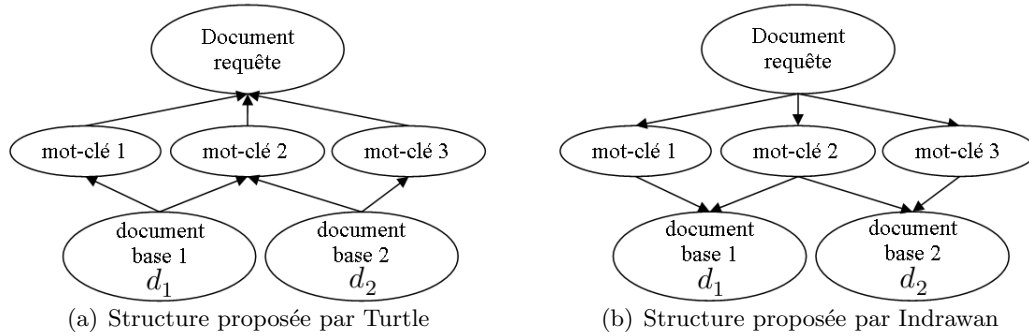 Document
requête
mot-clé 1
mot-clé 2
mot-clé 3
document
base 1
d₁
document
base 2
d₂
(a) Structure proposée par Turtle
Document
requête
mot-clé 1
mot-clé 2
mot-clé 3
document
base 1
d₁
document
base 2
d₂
(b) Structure proposée par Indrawan